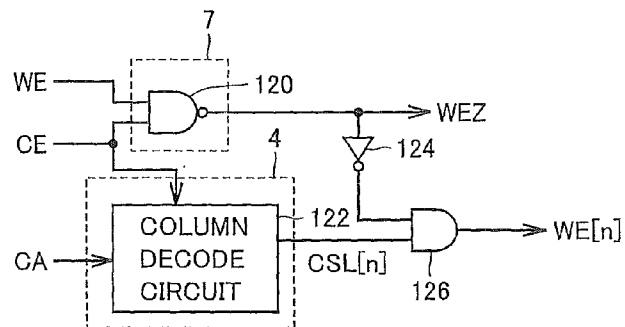 7
WE
120
WEZ
CE
4
124
122
COLUMN
DECODE
CIRCUIT
CA
CSL[n]
126
WE[n]